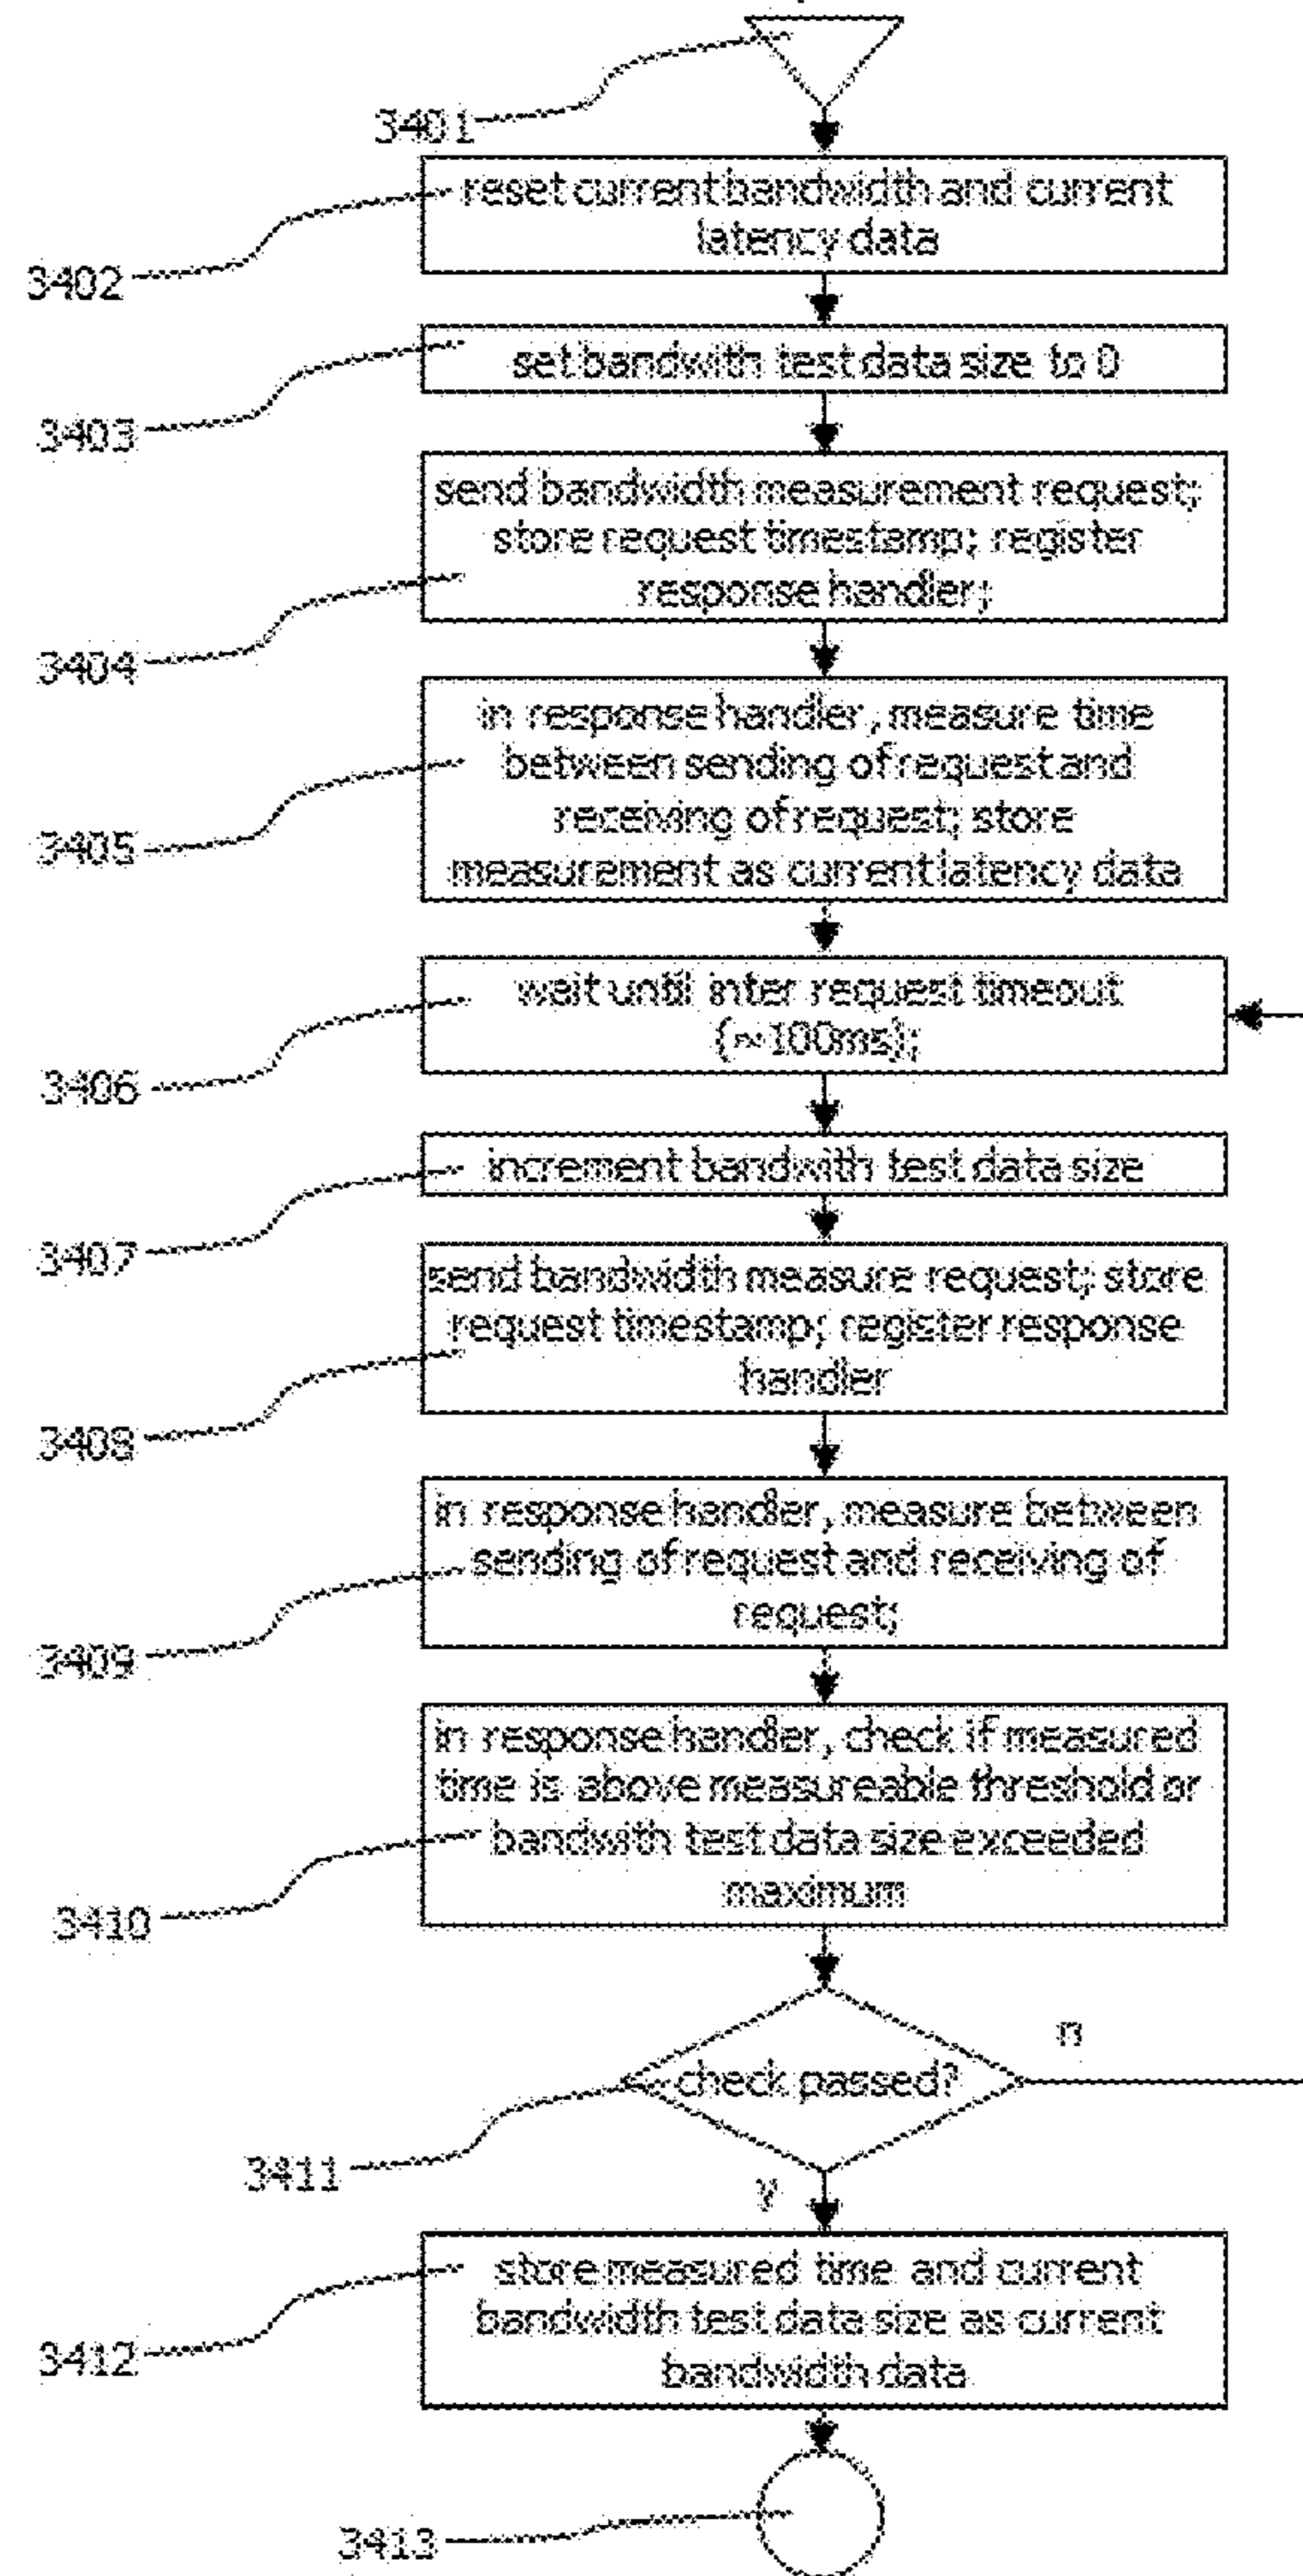 3401
reset current bandwidth and current
latency data
3402
set bandwith test data size to 0
3403
send bandwidth measurement request;
store request timestamp; register
response handler;
3404
in response handler, measure time
between sending of request and
receiving of request; store
measurement as current latency data
3405
wait until inter request timeout
(~100ms);
3406
increment bandwith test data size
3407
send bandwidth measure request; store
request timestamp; register response
handler
3408
in response handler, measure between
sending of request and receiving of
request;
3409
in response handler, check if measured
time is above measureable threshold or
bandwith test data size exceeded
maximum
3410
n
check passed?
3411
y
store measured time and current
bandwidth test data size as current
bandwidth data
3412
3413